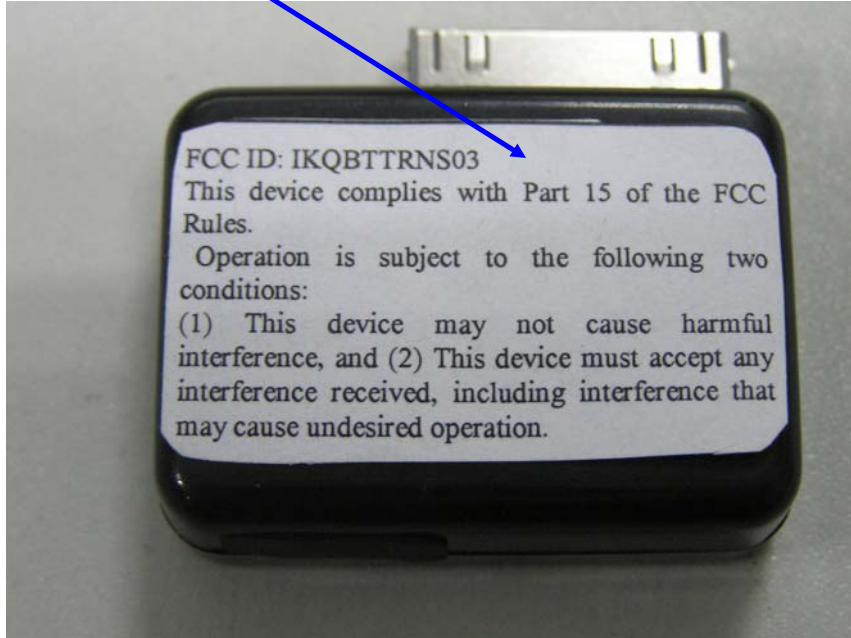 FCC ID: IKQBTTRNS03
This device complies with Part 15 of the FCC
Rules.
Operation is subject to the following two
conditions:
(1) This device may not cause harmful
interference, and (2) This device must accept any
interference received, including interference that
may cause undesired operation.